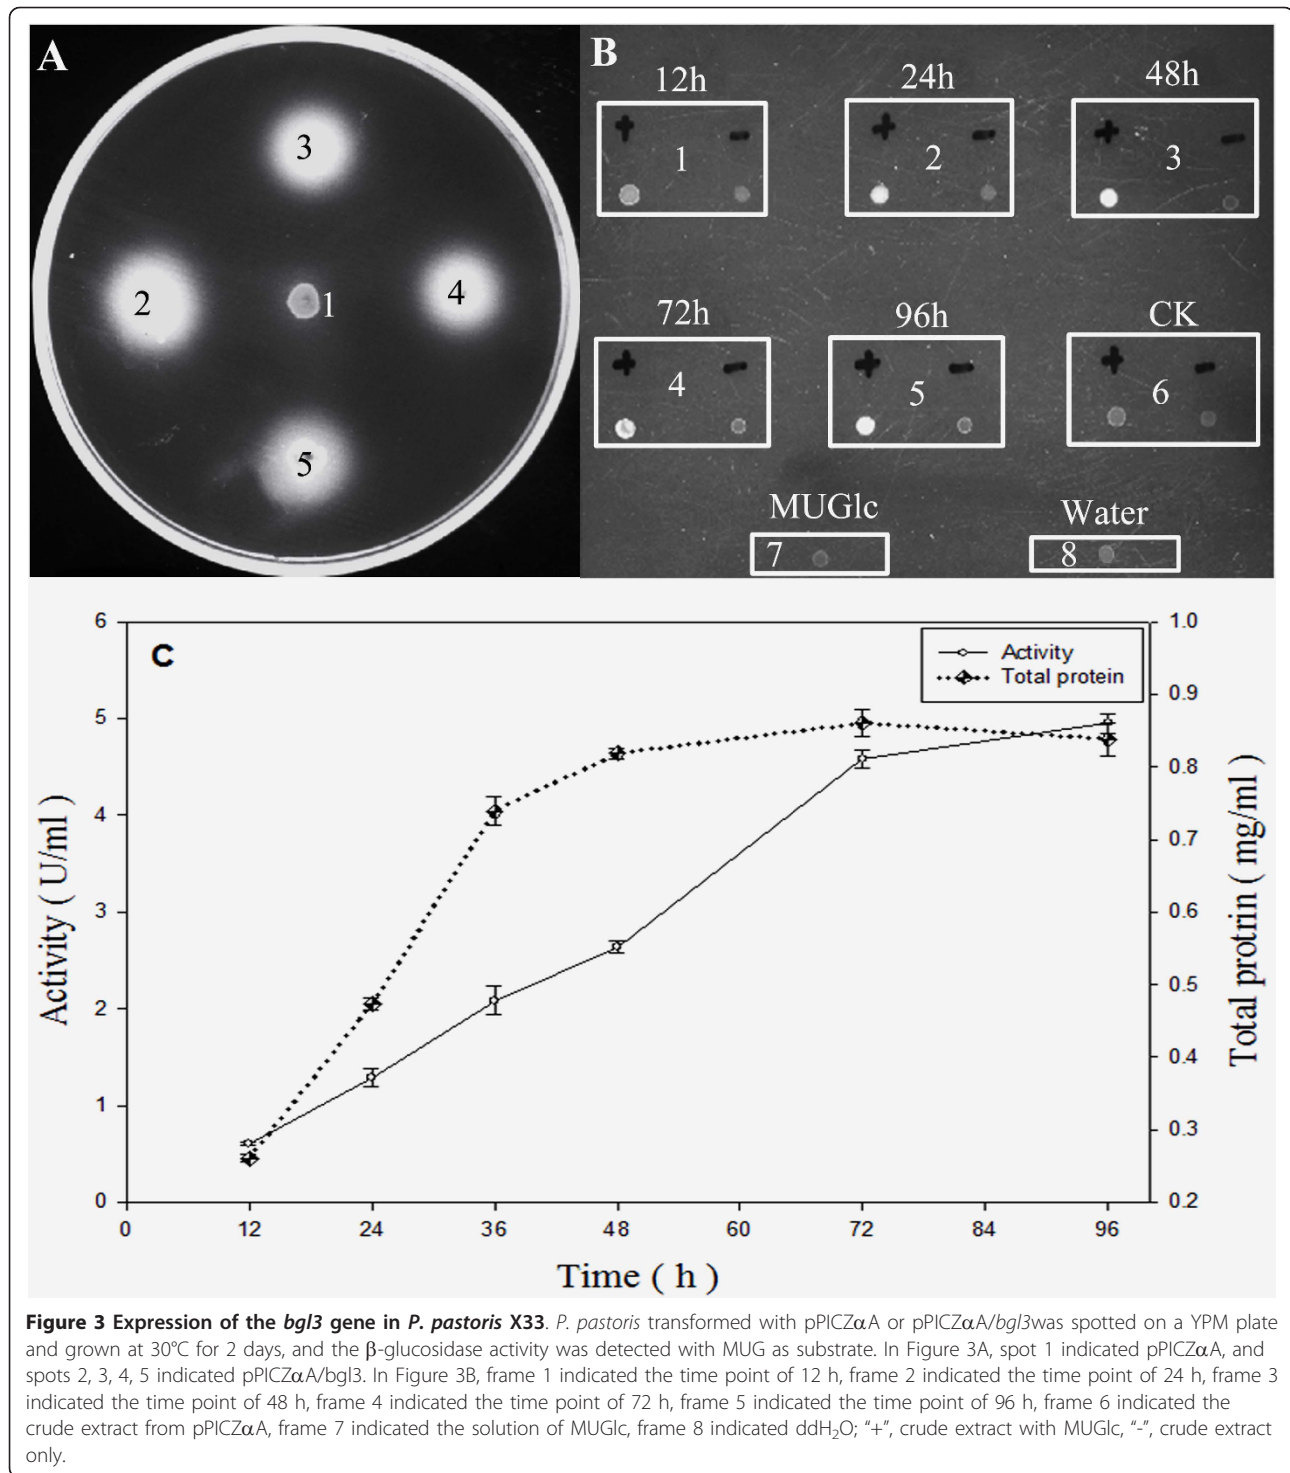 A
3
2
1
4
5
B
12h
24h
48h
+ -
1
+ -
2
+ -
3
72h
96h
CK
+ -
4
+ -
5
+ -
6
MUGlc
Water
7
8
C
Activity
Total protein
6
5
4
3
2
1
0
Activity ( U/ml )
1.0
0.9
0.8
0.7
0.6
0.5
0.4
0.3
0.2
Total protrin ( mg/ml )
0 12 24 36 48 60 72 84 96
Time ( h )
Figure 3 Expression of the bgl3 gene in P. pastoris X33. P. pastoris transformed with pPICZαA or pPICZαA/bgl3was spotted on a YPM plate
and grown at 30°C for 2 days, and the β-glucosidase activity was detected with MUG as substrate. In Figure 3A, spot 1 indicated pPICZαA, and
spots 2, 3, 4, 5 indicated pPICZαA/bgl3. In Figure 3B, frame 1 indicated the time point of 12 h, frame 2 indicated the time point of 24 h, frame 3
indicated the time point of 48 h, frame 4 indicated the time point of 72 h, frame 5 indicated the time point of 96 h, frame 6 indicated the
crude extract from pPICZαA, frame 7 indicated the solution of MUGlc, frame 8 indicated ddH₂O; “+”, crude extract with MUGlc, “-”, crude extract
only.